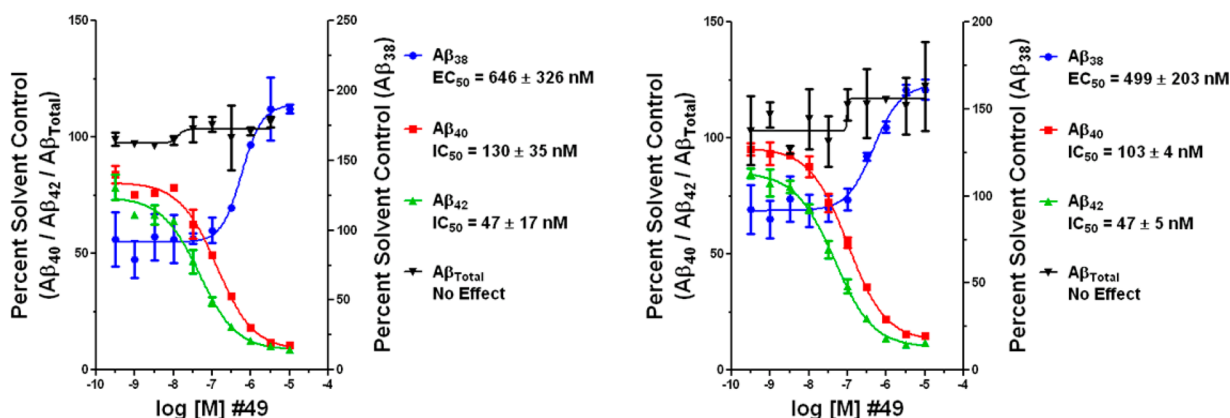 Percent Solvent Control
(Aβ40 / Aβ42 / AβTotal)
150
100
50
0
-10 -9 -8 -7 -6 -5 -4
log [M] #49
250
200
150
100
50
0
Percent Solvent Control (Aβ38)
Aβ38
EC50 = 646 ± 326 nM
Aβ40
IC50 = 130 ± 35 nM
Aβ42
IC50 = 47 ± 17 nM
AβTotal
No Effect
Percent Solvent Control
(Aβ40 / Aβ42 / AβTotal)
150
100
50
0
-10 -9 -8 -7 -6 -5 -4
log [M] #49
200
150
100
50
0
Percent Solvent Control (Aβ38)
Aβ38
EC50 = 499 ± 203 nM
Aβ40
IC50 = 103 ± 4 nM
Aβ42
IC50 = 47 ± 5 nM
AβTotal
No Effect